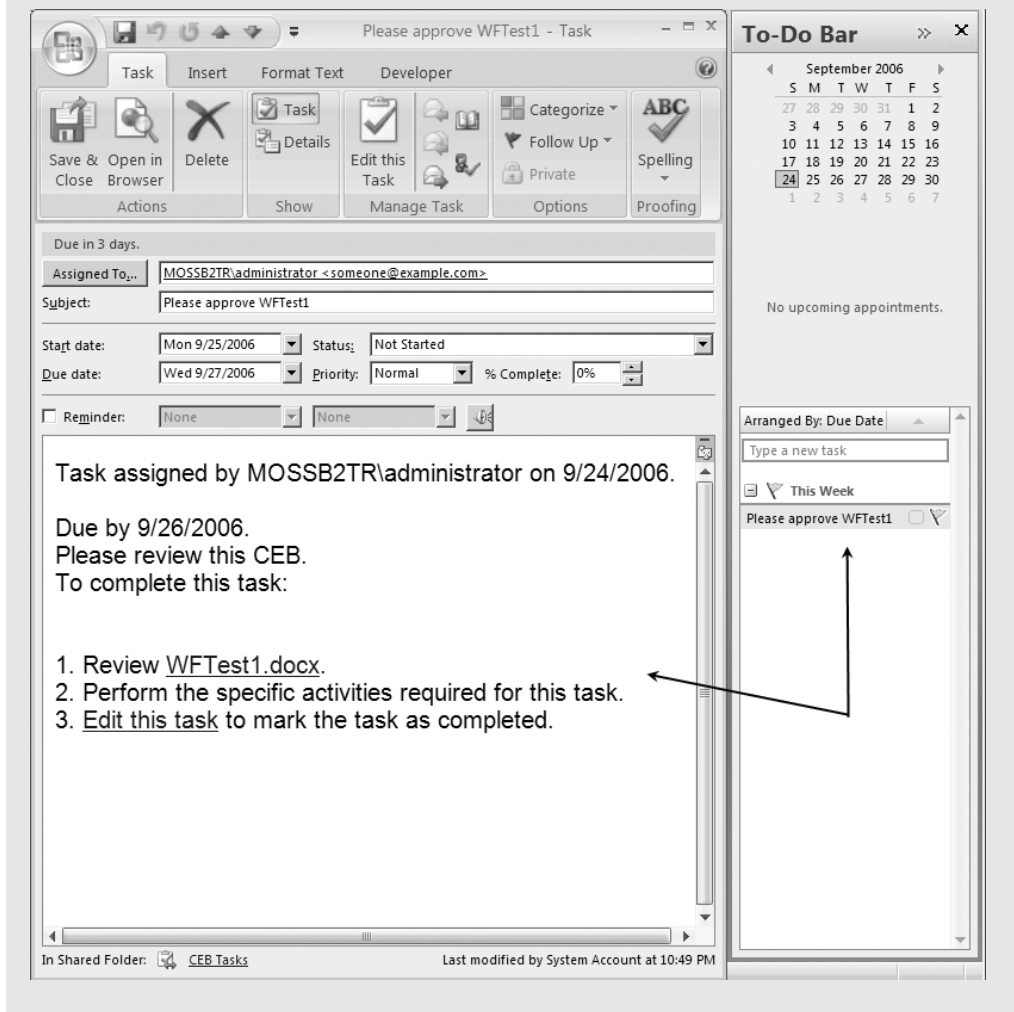 Please approve WFTest1 - Task
Task Insert Format Text Developer
Save & Close
Open in Browser
Delete
Actions
Task
Details
Show
Edit this Task
Manage Task
Categorize
Follow Up
Private
Options
ABC
Spelling
Proofing
Due in 3 days.
Assigned To... MOSSB2TR\administrator <someone@example.com>
Subject: Please approve WFTest1
Start date: Mon 9/25/2006 Status: Not Started
Due date: Wed 9/27/2006 Priority: Normal % Complete: 0%
Reminder: None None
Task assigned by MOSSB2TR\administrator on 9/24/2006.
Due by 9/26/2006.
Please review this CEB.
To complete this task:
1. Review WFTest1.docx.
2. Perform the specific activities required for this task.
3. Edit this task to mark the task as completed.
In Shared Folder: CEB Tasks Last modified by System Account at 10:49 PM
To-Do Bar
September 2006
S M T W T F S
27 28 29 30 31 1 2
3 4 5 6 7 8 9
10 11 12 13 14 15 16
17 18 19 20 21 22 23
24 25 26 27 28 29 30
1 2 3 4 5 6 7
No upcoming appointments.
Arranged By: Due Date
Type a new task
This Week
Please approve WFTest1